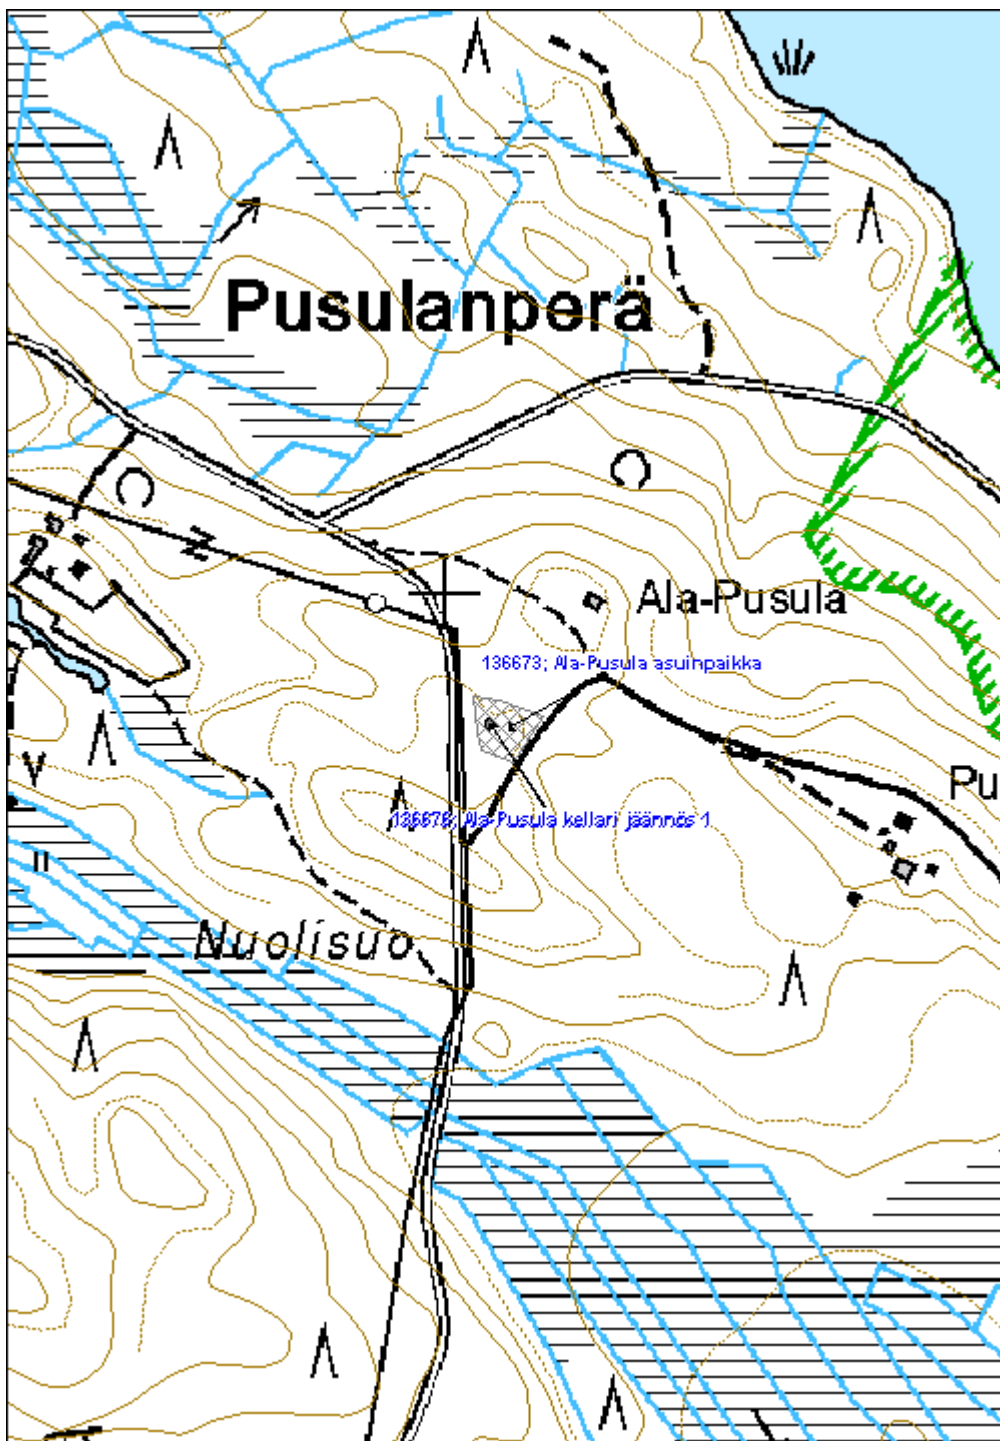 Pusulanperä
Ala-Pusula
136673; Ala-Pusula asuinpaikka
Pu
136676; Ala-Pusula kellari jäännös 1
Nuolisuo